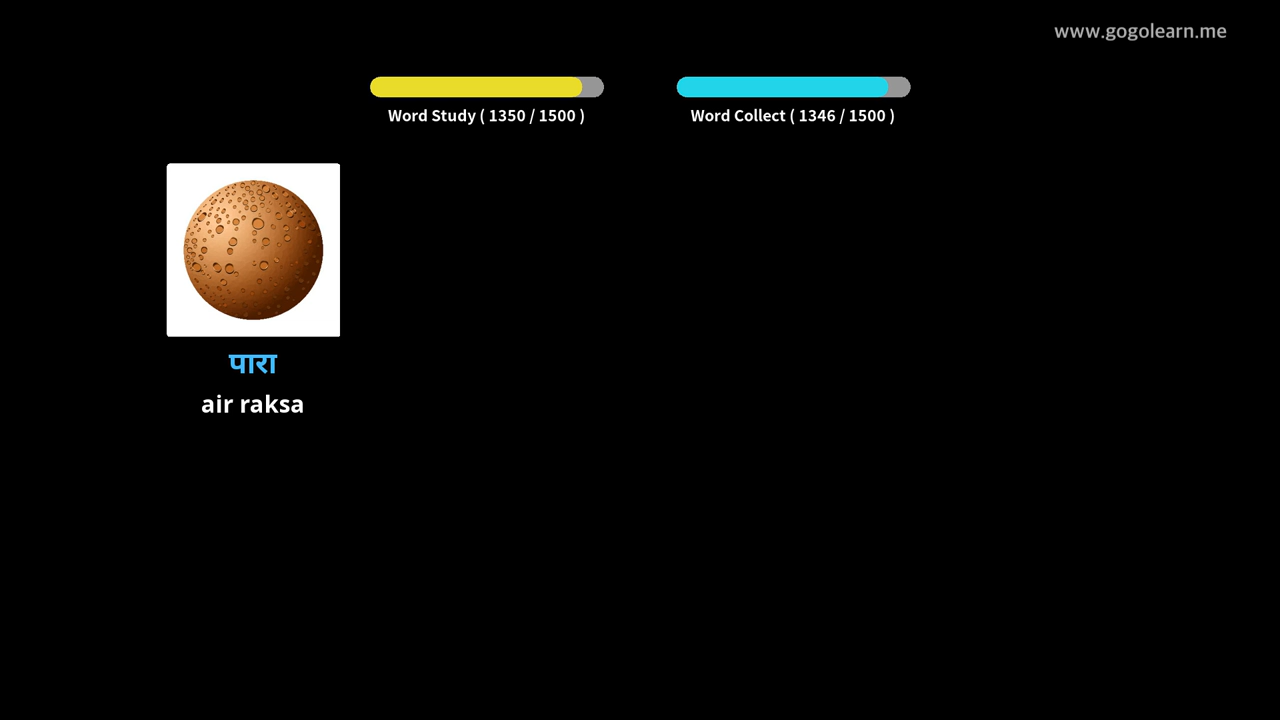 www.gogolearn.me
Word Study ( 1350 / 1500 )
Word Collect ( 1346 / 1500 )
पारा
air raksa